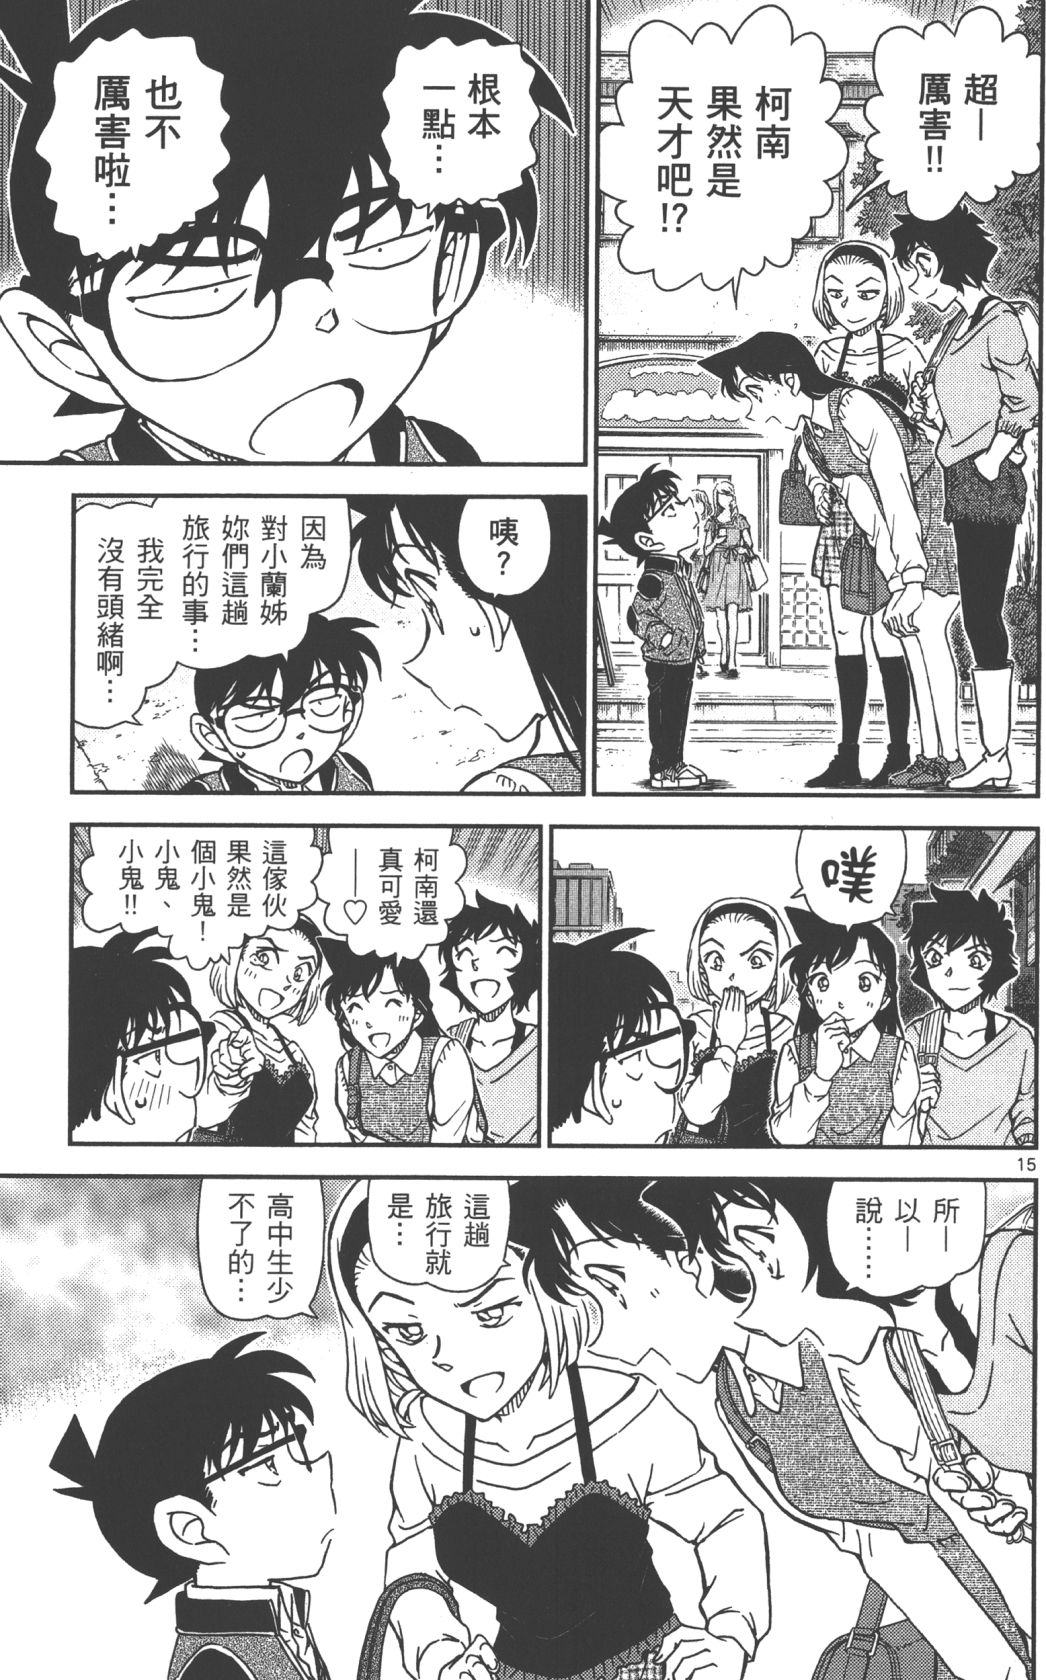 超—
厲害!!
柯南
果然是
天才吧!?
根本
一點⋯
也不
厲害啦⋯
咦?
因為
對小蘭姊
妳們這趟
旅行的事⋯
我完全
沒有頭緒啊⋯
噗
柯南還
真可愛
—♡
這傢伙
果然是
個小鬼!
小鬼、
小鬼!!
15
所—
以—
說⋯⋯
這趟
旅行就
是⋯
高中生少
不了的⋯